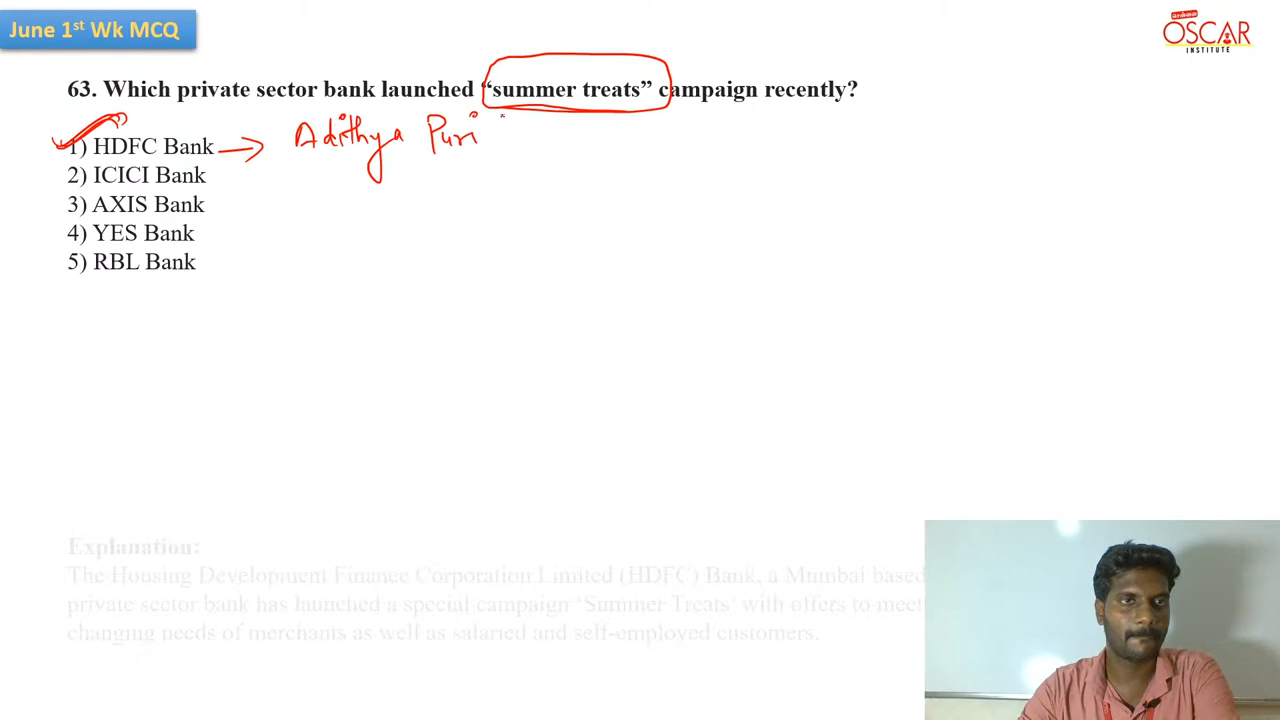 June 1st Wk MCQ
சென்னை
OSCAR
INSTITUTE
63. Which private sector bank launched “summer treats” campaign recently?
1) HDFC Bank → Adithya Puri
2) ICICI Bank
3) AXIS Bank
4) YES Bank
5) RBL Bank
Explanation:
The Housing Development Finance Corporation Limited (HDFC) Bank, a Mumbai based
private sector bank has launched a special campaign ‘Summer Treats’ with offers to meet
changing needs of merchants as well as salaried and self-employed customers.